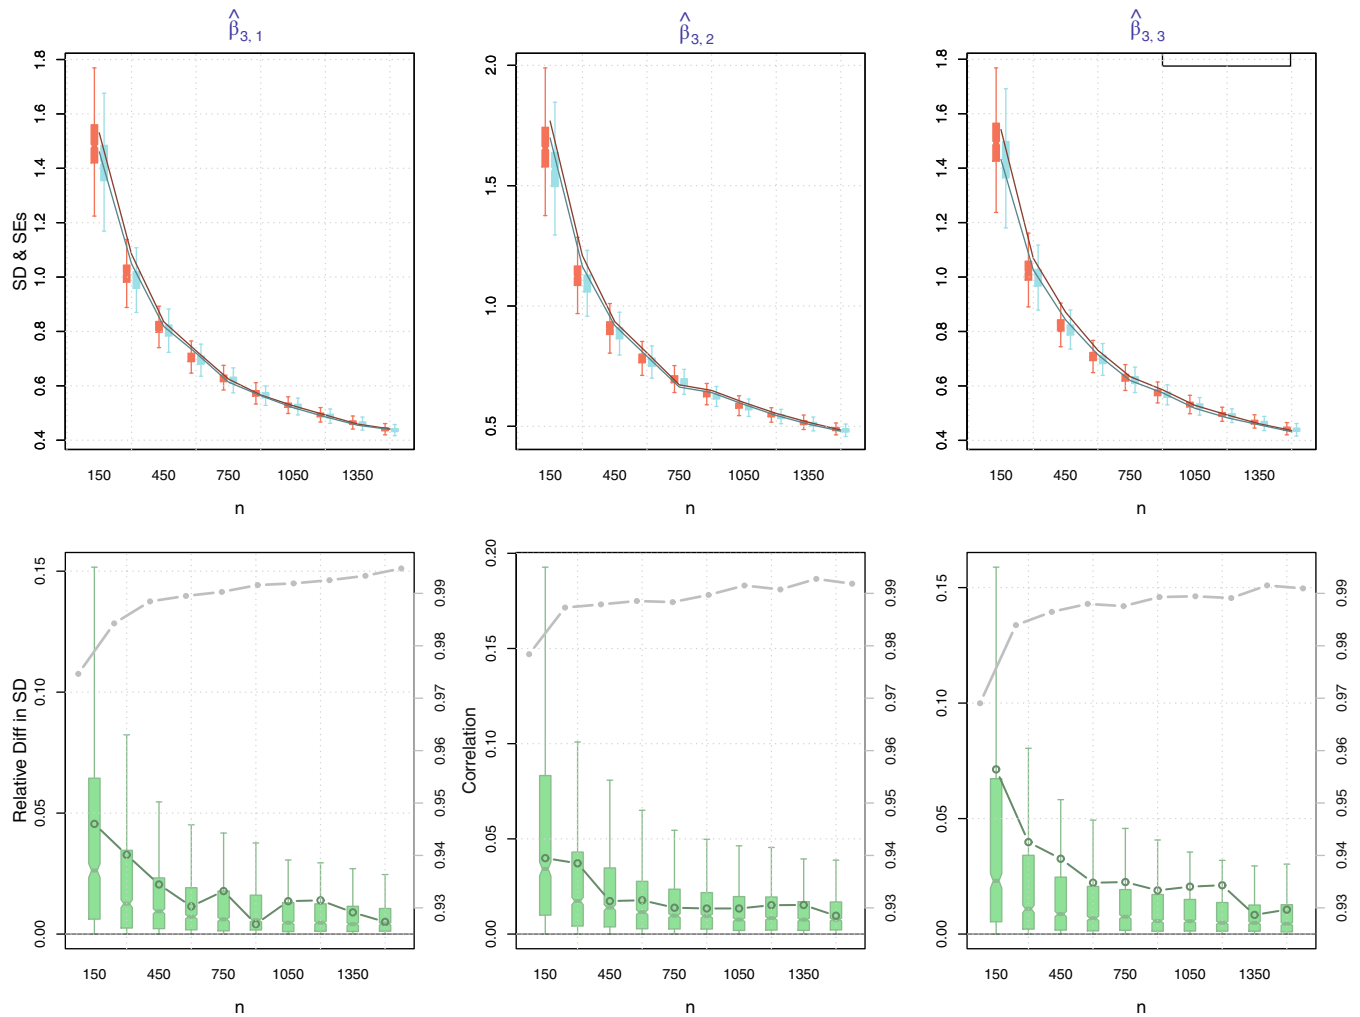 β̂3, 1
β̂3, 2
β̂3, 3
SD & SEs
0.4 0.6 0.8 1.0 1.2 1.4 1.6 1.8
150 450 750 1050 1350
n
0.5 1.0 1.5 2.0
150 450 750 1050 1350
n
0.4 0.6 0.8 1.0 1.2 1.4 1.6 1.8
150 450 750 1050 1350
n
Relative Diff in SD
0.00 0.05 0.10 0.15
0.93 0.94 0.95 0.96 0.97 0.98 0.99
150 450 750 1050 1350
n
Correlation
0.00 0.05 0.10 0.15 0.20
0.93 0.94 0.95 0.96 0.97 0.98 0.99
150 450 750 1050 1350
n
0.00 0.05 0.10 0.15
0.93 0.94 0.95 0.96 0.97 0.98 0.99
150 450 750 1050 1350
n